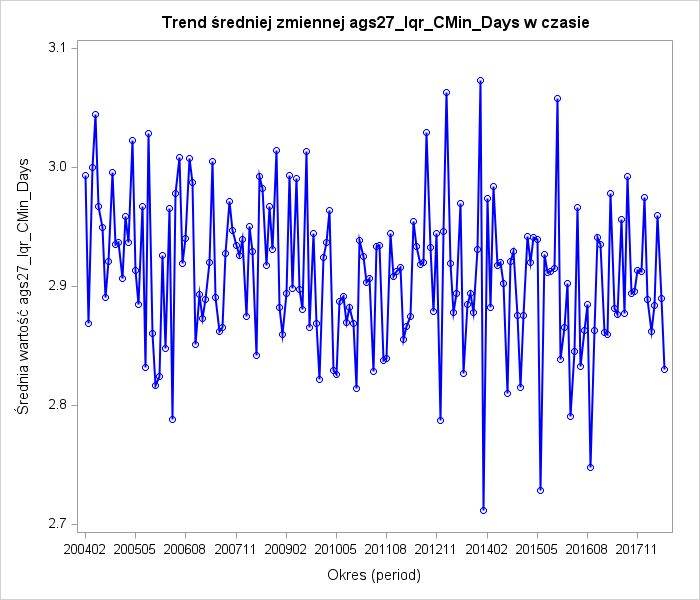 Trend średniej zmiennej ags27_Iqr_CMin_Days w czasie
3.1
3.0
2.9
2.8
2.7
Średnia wartość ags27_Iqr_CMin_Days
200402 200505 200608 200711 200902 201005 201108 201211 201402 201505 201608 201711
Okres (period)